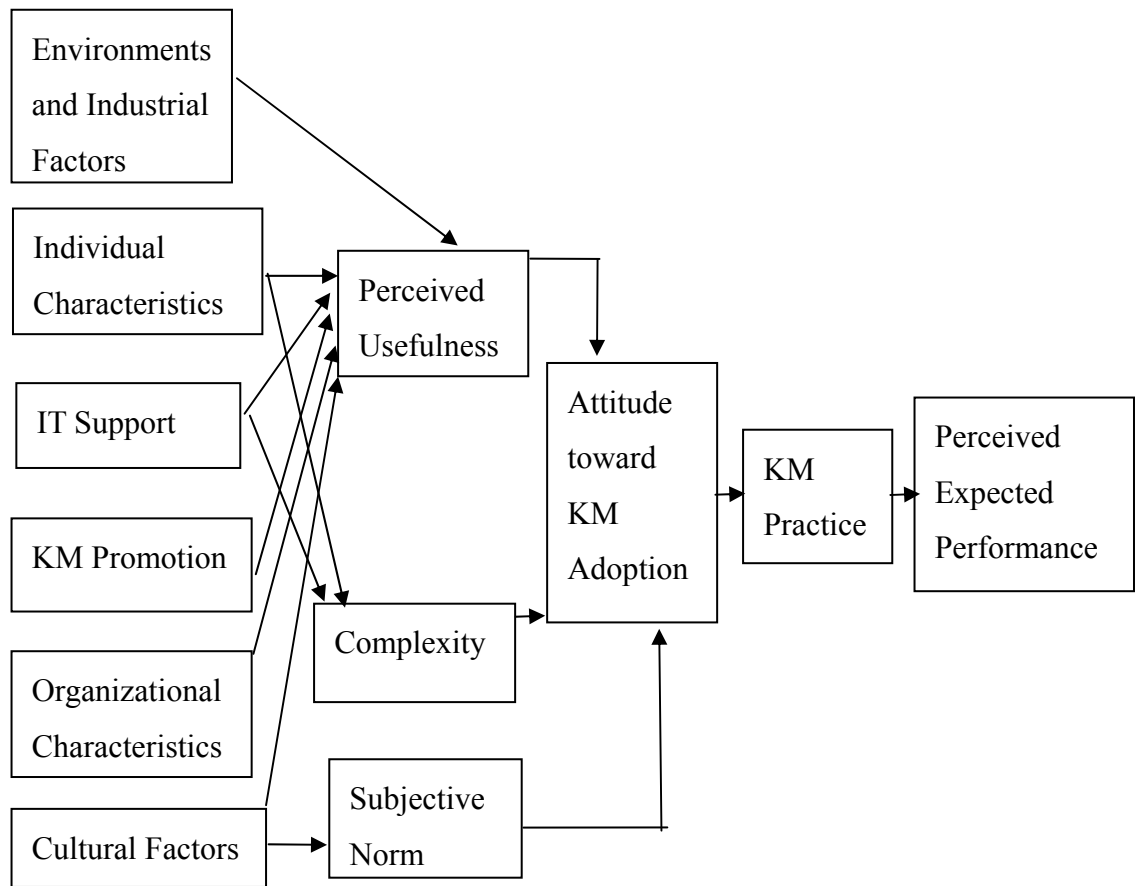 Environments
and Industrial
Factors
Individual
Characteristics
IT Support
KM Promotion
Organizational
Characteristics
Cultural Factors
Perceived
Usefulness
Complexity
Subjective
Norm
Attitude
toward
KM
Adoption
KM
Practice
Perceived
Expected
Performance